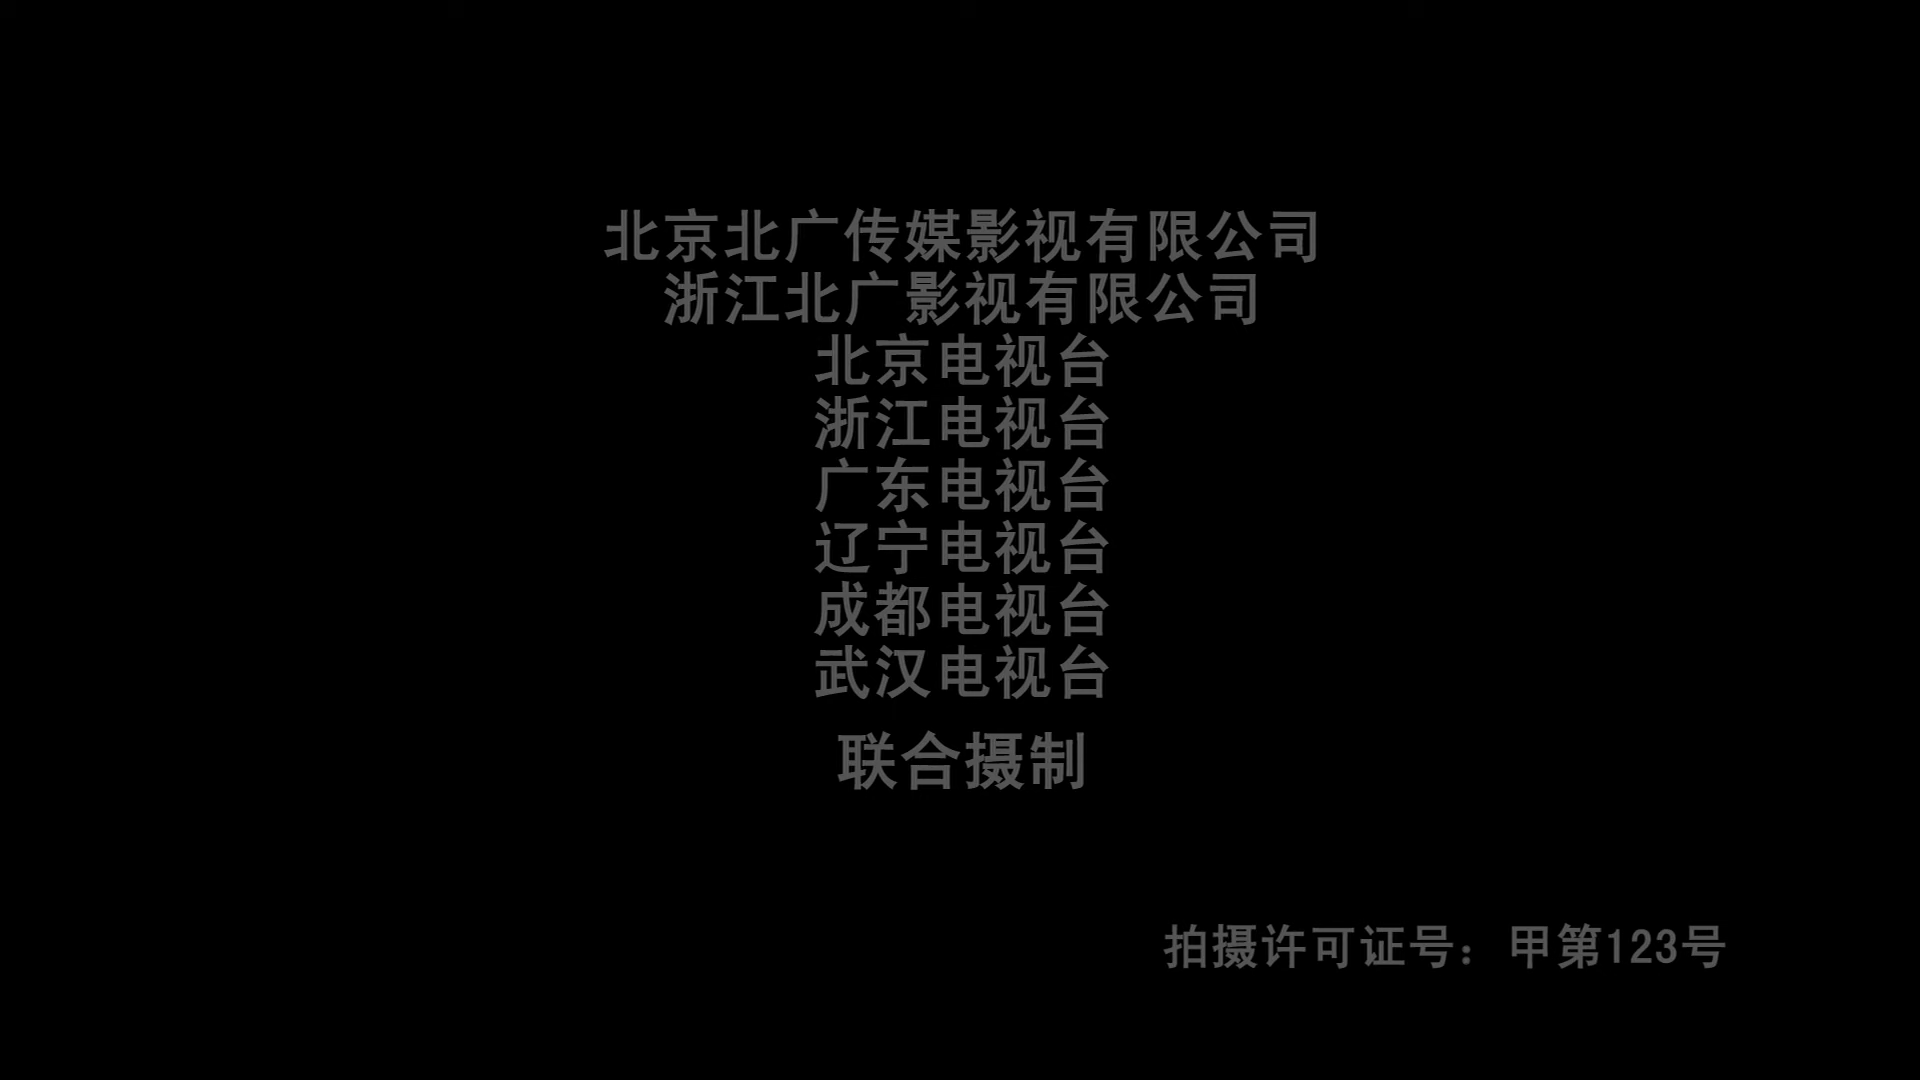 北京北广传媒影视有限公司
浙江北广影视有限公司
北京电视台
浙江电视台
广东电视台
辽宁电视台
成都电视台
武汉电视台
联合摄制
拍摄许可证号：甲第123号